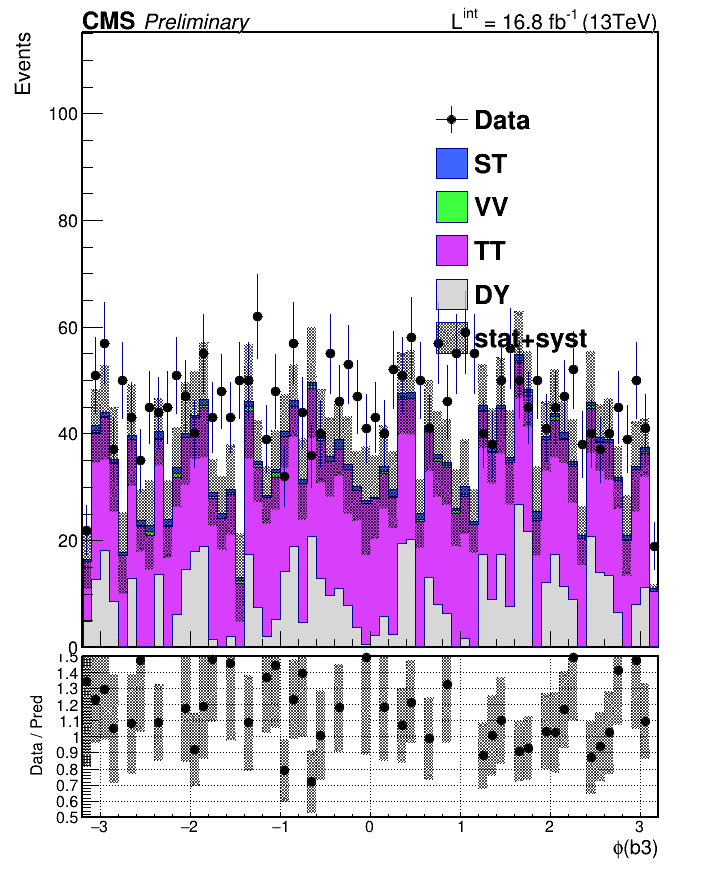 CMS Preliminary
L^int = 16.8 fb^-1 (13TeV)
Events
100
80
60
40
20
0
Data
ST
VV
TT
DY
stat+syst
Data / Pred
1.5
1.4
1.3
1.2
1.1
1
0.9
0.8
0.7
0.6
0.5
−3 −2 −1 0 1 2 3
ϕ(b3)